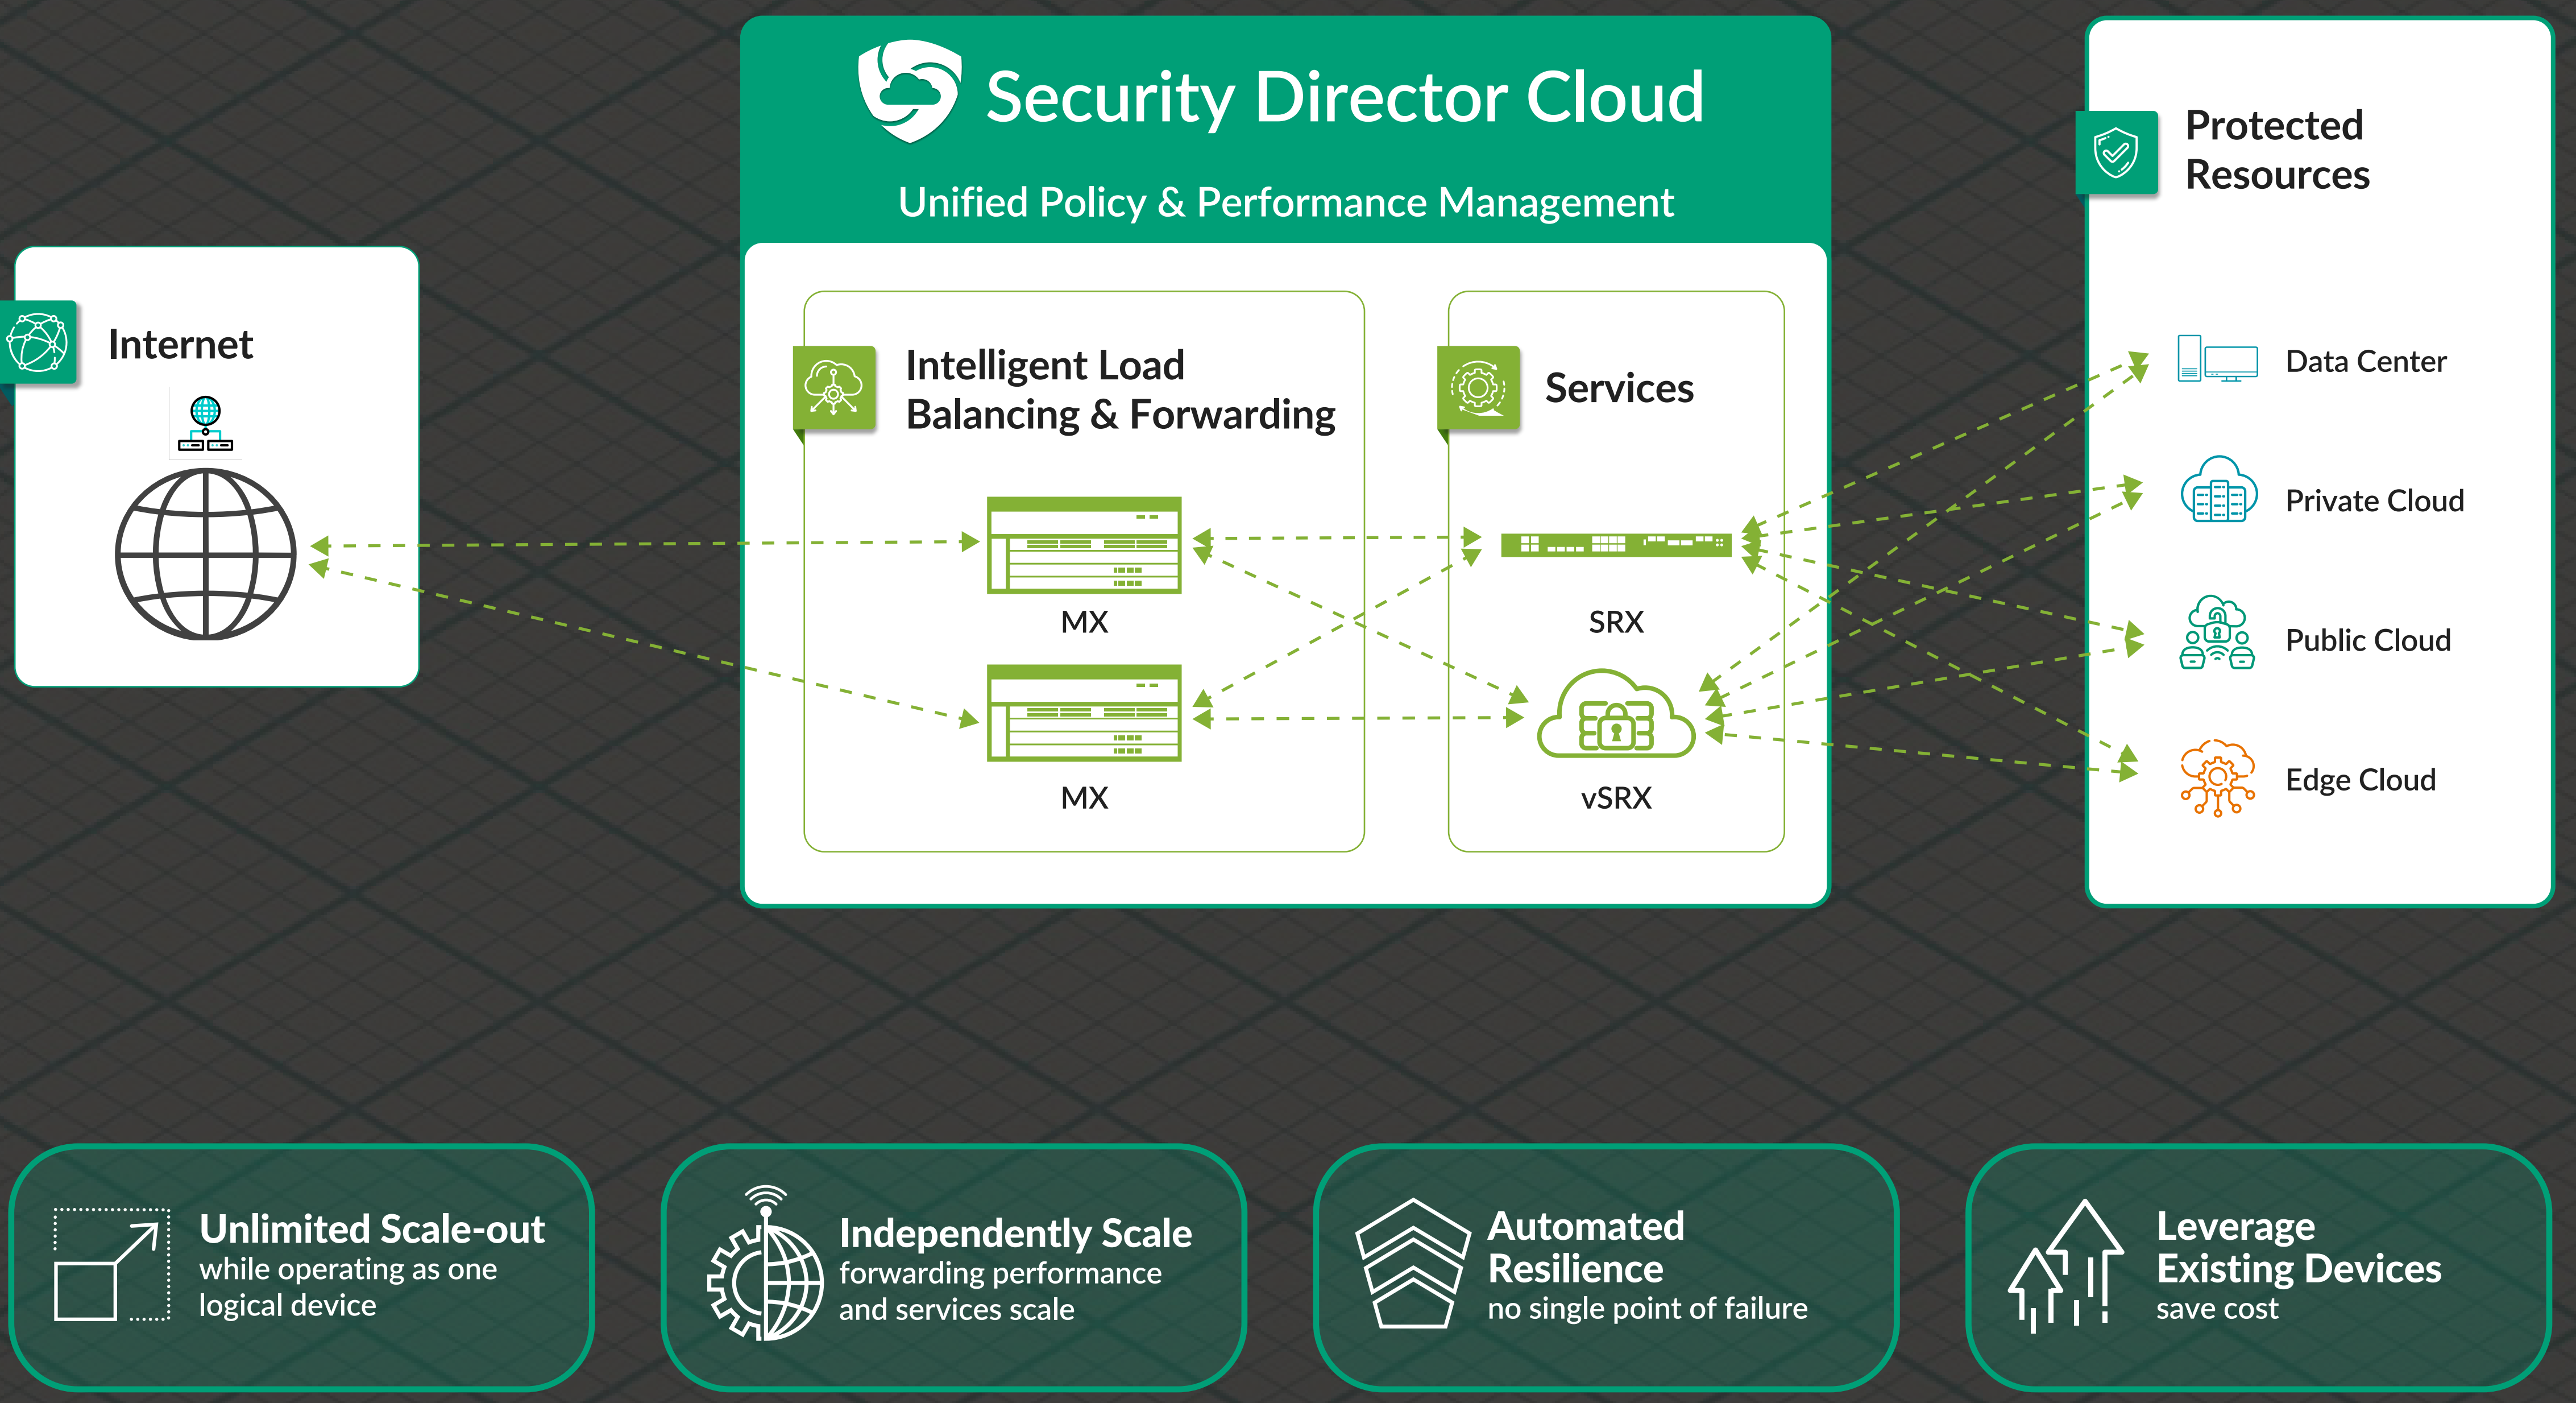 Security Director Cloud
Unified Policy & Performance Management
Internet
Intelligent Load
Balancing & Forwarding
MX
MX
Services
SRX
vSRX
Protected
Resources
Data Center
Private Cloud
Public Cloud
Edge Cloud
Unlimited Scale-out
while operating as one
logical device
Independently Scale
forwarding performance
and services scale
Automated
Resilience
no single point of failure
Leverage
Existing Devices
save cost